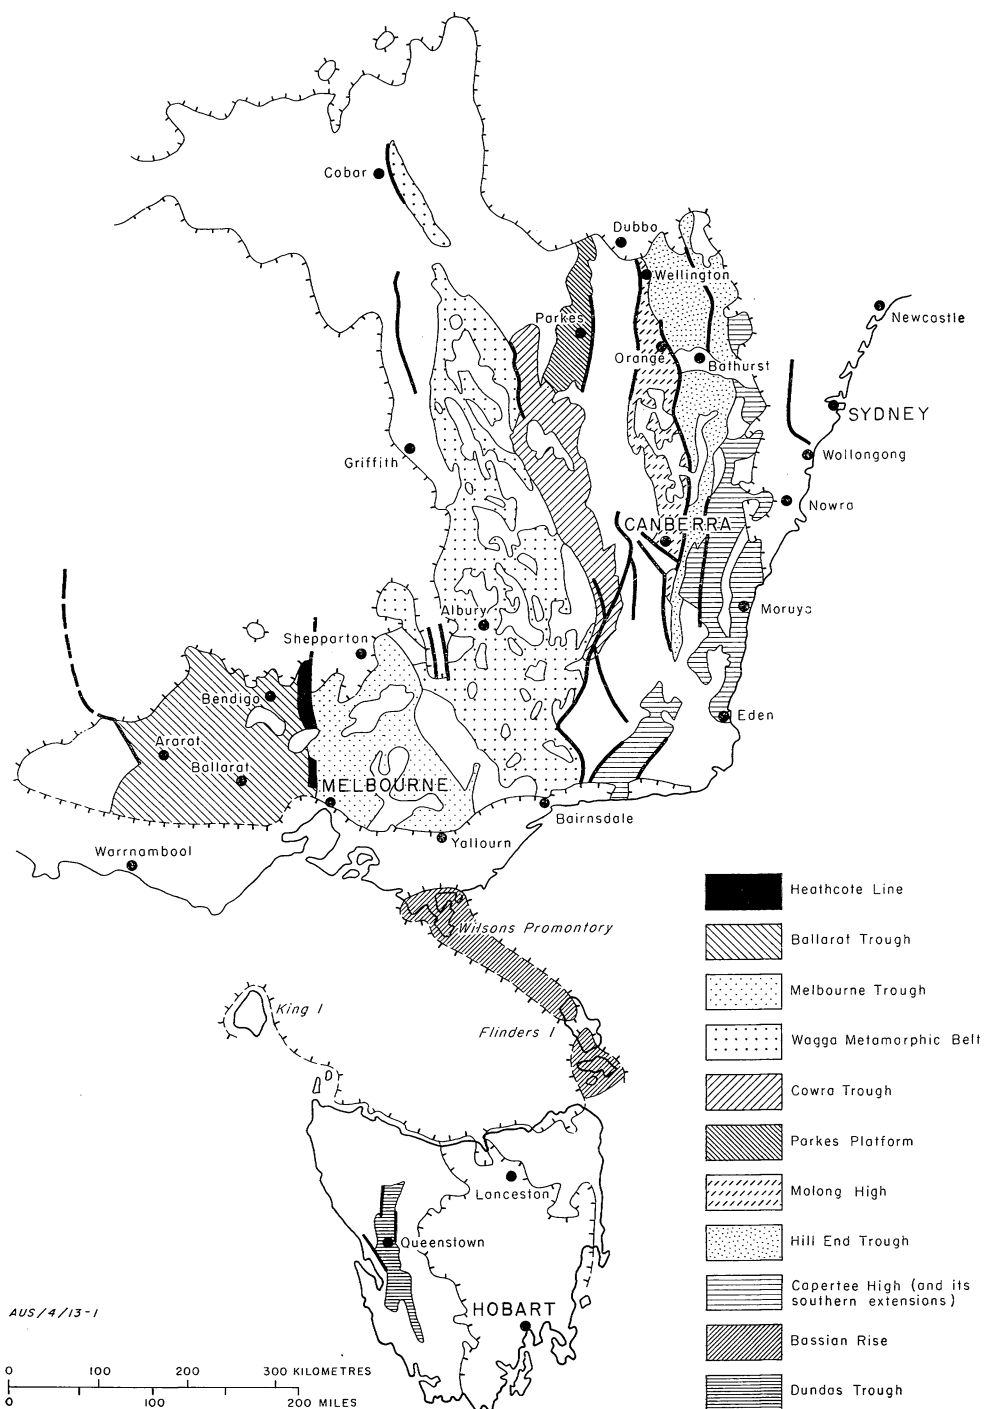 Cobar
Dubbo
Wellington
Newcastle
Parkes
Orange
Bathurst
SYDNEY
Griffith
Wollongong
Nowra
CANBERRA
Albury
Moruya
Shepparton
Bendigo
Eden
Ararat
Ballarat
MELBOURNE
Bairnsdale
Yallourn
Warrnambool
Heathcote Line
Wilsons Promontory
Ballarat Trough
Melbourne Trough
King I
Flinders I
Wagga Metamorphic Belt
Cowra Trough
Parkes Platform
Lanceston
Molong High
Queenstown
Hill End Trough
Capertee High (and its
southern extensions)
AUS/4/13-1
HOBART
Bassian Rise
0 100 200 300 KILOMETRES
Dundas Trough
0 100 200 MILES